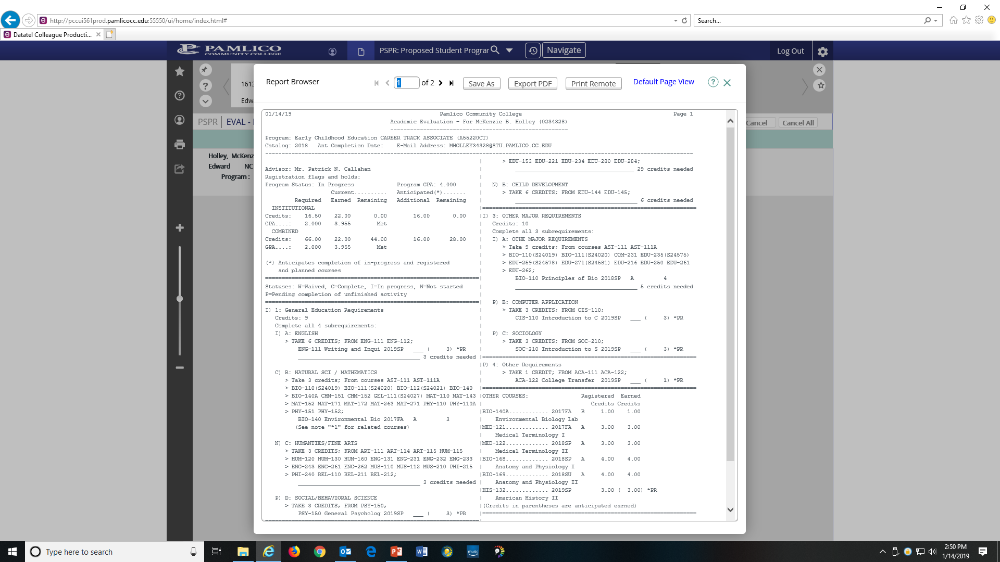 http://pccui561prod.pamlicocc.edu:55550/ui/home/index.html#
Search...
Datatel Colleague Producti...
PAMLICO
COMMUNITY COLLEGE
PSPR: Proposed Student Prograr
Navigate
Log Out
1613
Edw
PSPR
EVAL -
Cancel
Cancel All
Holley, McKenz
Edward NC
Program :
Report Browser
1 of 2
Save As
Export PDF
Print Remote
Default Page View
01/14/19 Pamlico Community College Page 1
Academic Evaluation - For McKenzie B. Holley (0234328)
Program: Early Childhood Education CAREER TRACK ASSOCIATE (A55220CT)
Catalog: 2018 Ant Completion Date: E-Mail Address: MHOLLEY34328@STU.PAMLICO.CC.EDU
Advisor: Mr. Patrick N. Callahan
Registration flags and holds:
Program Status: In Progress Program GPA: 4.000
Current.......... Anticipated(*).......
Required Earned Remaining Additional Remaining
INSTITUTIONAL
Credits: 16.50 22.00 0.00 16.00 0.00
GPA....: 2.000 3.955 Met
COMBINED
Credits: 66.00 22.00 44.00 16.00 28.00
GPA....: 2.000 3.955 Met
(*) Anticipates completion of in-progress and registered
and planned courses
Statuses: W=Waived, C=Complete, I=In progress, N=Not started
P=Pending completion of unfinished activity
I) 1: General Education Requirements
Credits: 9
Complete all 4 subrequirements:
I) A: ENGLISH
> TAKE 6 CREDITS; FROM ENG-111 ENG-112;
ENG-111 Writing and Inqui 2019SP ___ ( 3) *PR
3 credits needed
C) B: NATURAL SCI / MATHEMATICS
> Take 3 credits; From courses AST-111 AST-111A
> BIO-110(S24019) BIO-111(S24020) BIO-112(S24021) BIO-140
> BIO-140A CHM-151 CHM-152 GEL-111(S24027) MAT-110 MAT-143
> MAT-152 MAT-171 MAT-172 MAT-263 MAT-271 PHY-110 PHY-110A
> PHY-151 PHY-152;
BIO-140 Environmental Bio 2017FA A 3
(See note "*1" for related courses)
N) C: HUMANTIES/FINE ARTS
> TAKE 3 CREDITS; FROM ART-111 ART-114 ART-115 HUM-115
> HUM-120 HUM-130 HUM-160 ENG-131 ENG-231 ENG-232 ENG-233
> ENG-243 ENG-261 ENG-262 MUS-110 MUS-112 MUS-210 PHI-215
> PHI-240 REL-110 REL-211 REL-212;
3 credits needed
P) D: SOCIAL/BEHAVIORAL SCIENCE
> TAKE 3 CREDITS; FROM PSY-150;
PSY-150 General Psycholog 2019SP ___ ( 3) *PR
> EDU-153 EDU-221 EDU-234 EDU-280 EDU-284;
29 credits needed
N) B: CHILD DEVELOPMENT
> TAKE 6 CREDITS; FROM EDU-144 EDU-145;
6 credits needed
I) 3: OTHER MAJOR REQUIREMENTS
Credits: 10
Complete all 3 subrequirements:
I) A: OTHE MAJOR REQUIREMENTS
> Take 9 credits; From courses AST-111 AST-111A
> BIO-110(S24019) BIO-111(S24020) COM-231 EDU-235(S24575)
> EDU-259(S24578) EDU-271(S24581) EDU-216 EDU-250 EDU-261
> EDU-262;
BIO-110 Principles of Bio 2018SP A 4
5 credits needed
P) B: COMPUTER APPLICATION
> TAKE 3 CREDITS; FROM CIS-110;
CIS-110 Introduction to C 2019SP ___ ( 3) *PR
P) C: SOCIOLOGY
> TAKE 3 CREDITS; FROM SOC-210;
SOC-210 Introduction to S 2019SP ___ ( 3) *PR
P) 4: Other Requirements
> TAKE 1 CREDIT; FROM ACA-111 ACA-122;
ACA-122 College Transfer 2019SP ___ ( 1) *PR
OTHER COURSES: Registered Earned
Credits Credits
BIO-140A............ 2017FA B 1.00 1.00
Environmental Biology Lab
MED-121............. 2017FA A 3.00 3.00
Medical Terminology I
MED-122............. 2018SP A 3.00 3.00
Medical Terminology II
BIO-168............. 2018SP A 4.00 4.00
Anatomy and Physiology I
BIO-169............. 2018SU A 4.00 4.00
Anatomy and Physiology II
HIS-132............. 2019SP 3.00 ( 3.00) *PR
American History II
(Credits in parentheses are anticipated earned)
Type here to search
music
2:50 PM
1/14/2019